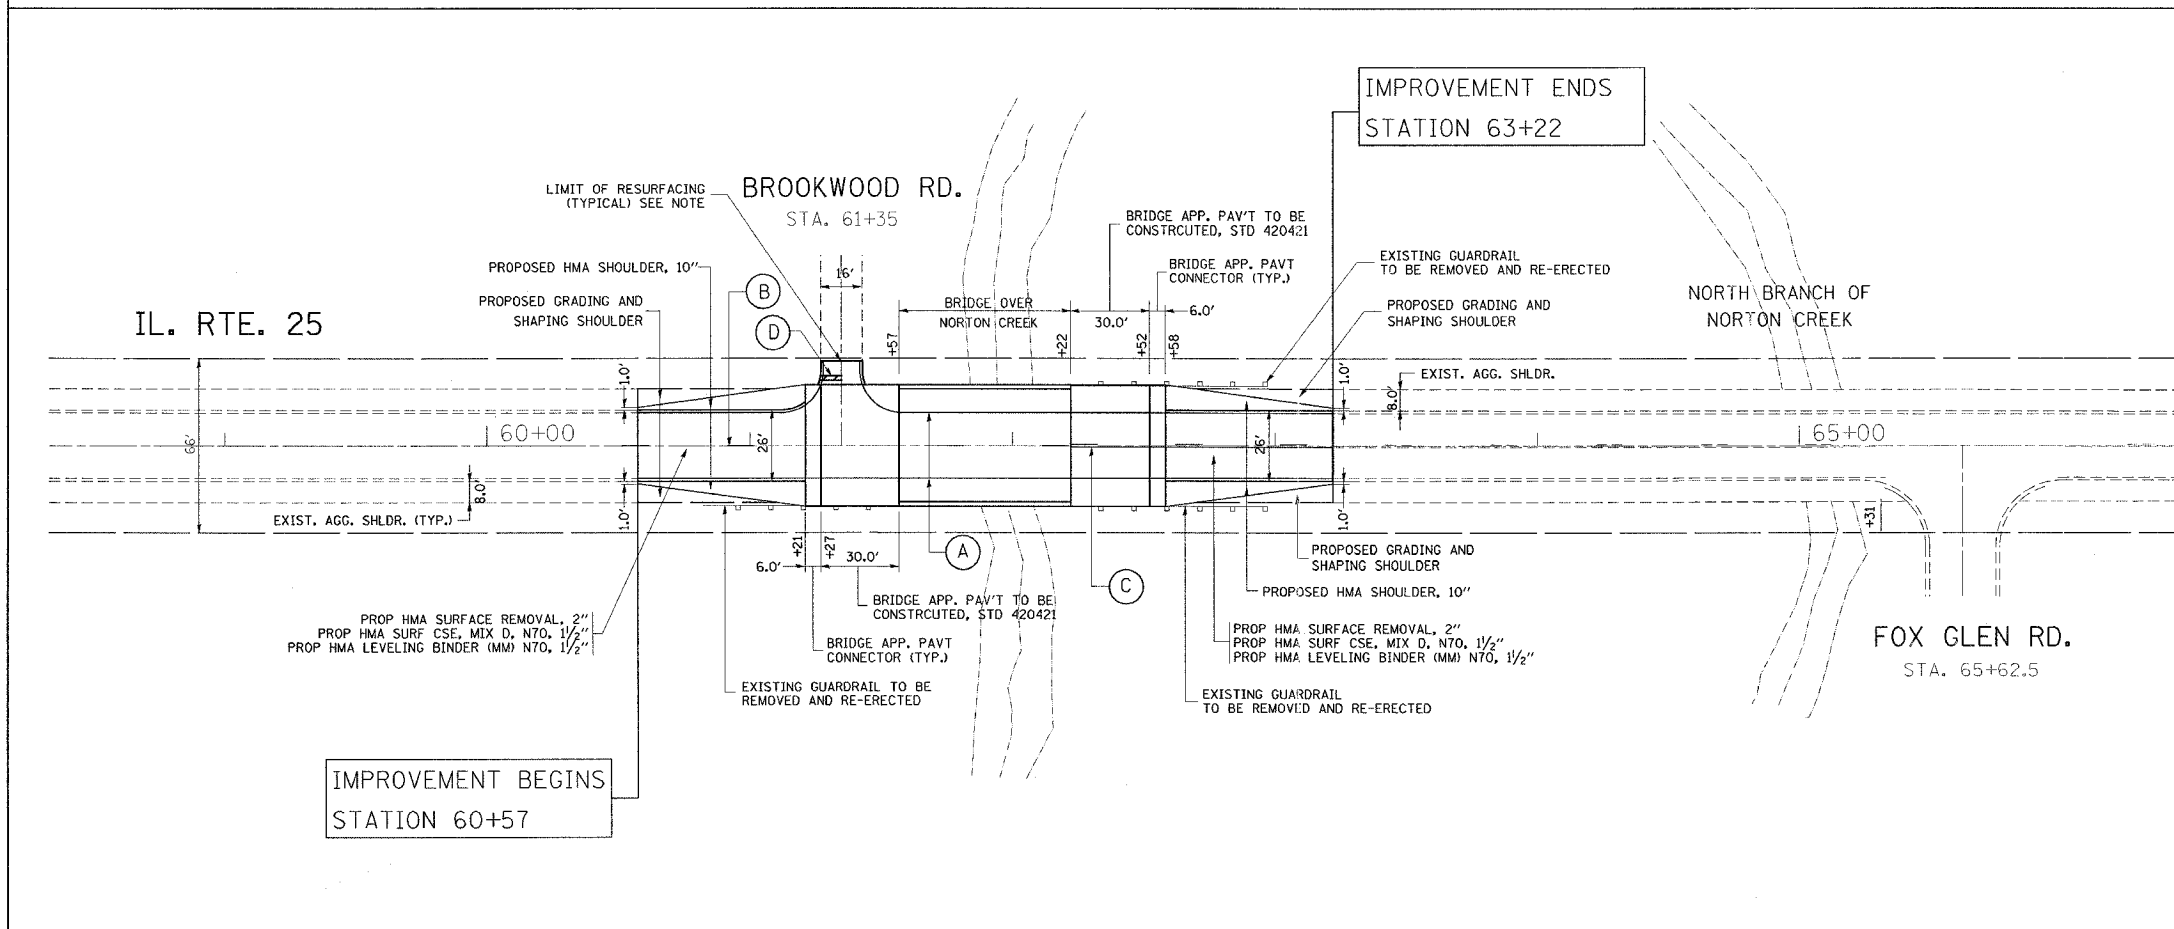 IMPROVEMENT ENDS
STATION 63+22
LIMIT OF RESURFACING
(TYPICAL) SEE NOTE
BROOKWOOD RD.
STA. 61+35
BRIDGE APP. PAV'T TO BE
CONSTRCUTED, STD 420421
PROPOSED HMA SHOULDER, 10"
16'
BRIDGE APP. PAVT
CONNECTOR (TYP.)
EXISTING GUARDRAIL
TO BE REMOVED AND RE-ERECTED
B
PROPOSED GRADING AND
SHAPING SHOULDER
BRIDGE OVER
NORTON CREEK
30.0'
6.0'
PROPOSED GRADING AND
SHAPING SHOULDER
NORTH BRANCH OF
NORTON CREEK
IL. RTE. 25
D
+57
+22
+52
+58
1.0'
1.0'
EXIST. AGG. SHLDR.
8.0'
66'
60+00
26'
26'
65+00
8.0'
EXIST. AGG. SHLDR. (TYP.)
1.0'
1.0'
+31
+21
+27
6.0'
30.0'
A
C
PROPOSED GRADING AND
SHAPING SHOULDER
PROPOSED HMA SHOULDER, 10"
BRIDGE APP. PAV'T TO BE
CONSTRCUTED, STD 420421
PROP HMA SURFACE REMOVAL, 2"
PROP HMA SURF CSE, MIX D, N70, 1½"
PROP HMA LEVELING BINDER (MM) N70, 1½"
BRIDGE APP. PAVT
CONNECTOR (TYP.)
PROP HMA SURFACE REMOVAL, 2"
PROP HMA SURF CSE, MIX D, N70, 1½"
PROP HMA LEVELING BINDER (MM) N70, 1½"
FOX GLEN RD.
STA. 65+62.5
EXISTING GUARDRAIL TO BE
REMOVED AND RE-ERECTED
EXISTING GUARDRAIL
TO BE REMOVED AND RE-ERECTED
IMPROVEMENT BEGINS
STATION 60+57